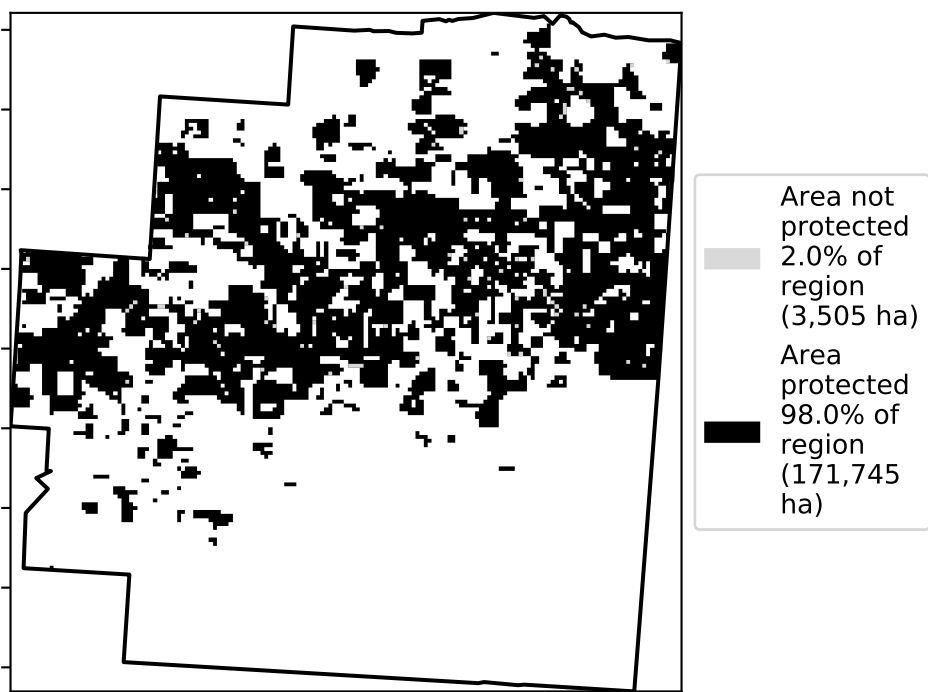 Area not
protected
2.0% of
region
(3,505 ha)
Area
protected
98.0% of
region
(171,745
ha)